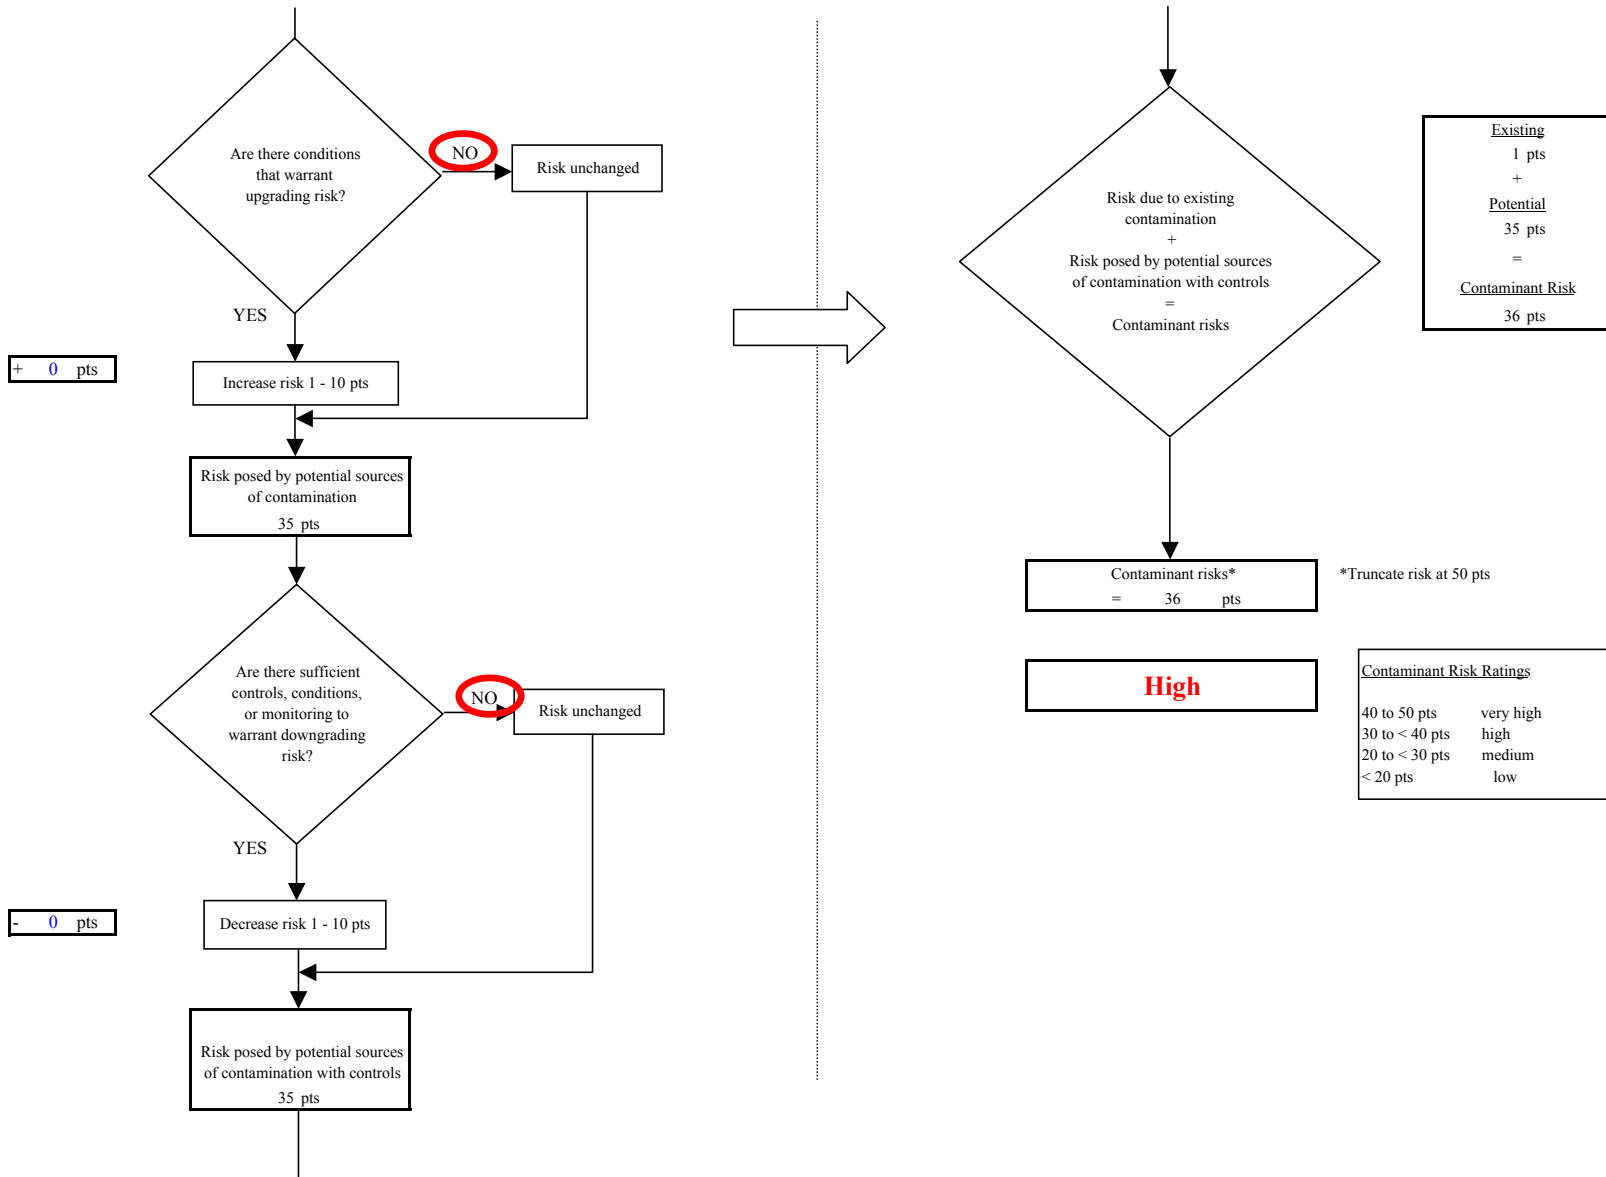 Are there conditions
that warrant
upgrading risk?
NO
Risk unchanged
YES
+ 0 pts
Increase risk 1 - 10 pts
Risk posed by potential sources
of contamination
35 pts
Are there sufficient
controls, conditions,
or monitoring to
warrant downgrading
risk?
NO
Risk unchanged
YES
- 0 pts
Decrease risk 1 - 10 pts
Risk posed by potential sources
of contamination with controls
35 pts
Risk due to existing
contamination
+
Risk posed by potential sources
of contamination with controls
=
Contaminant risks
Existing
1 pts
+
Potential
35 pts
=
Contaminant Risk
36 pts
Contaminant risks*
= 36 pts
*Truncate risk at 50 pts
High
Contaminant Risk Ratings
40 to 50 pts very high
30 to < 40 pts high
20 to < 30 pts medium
< 20 pts low